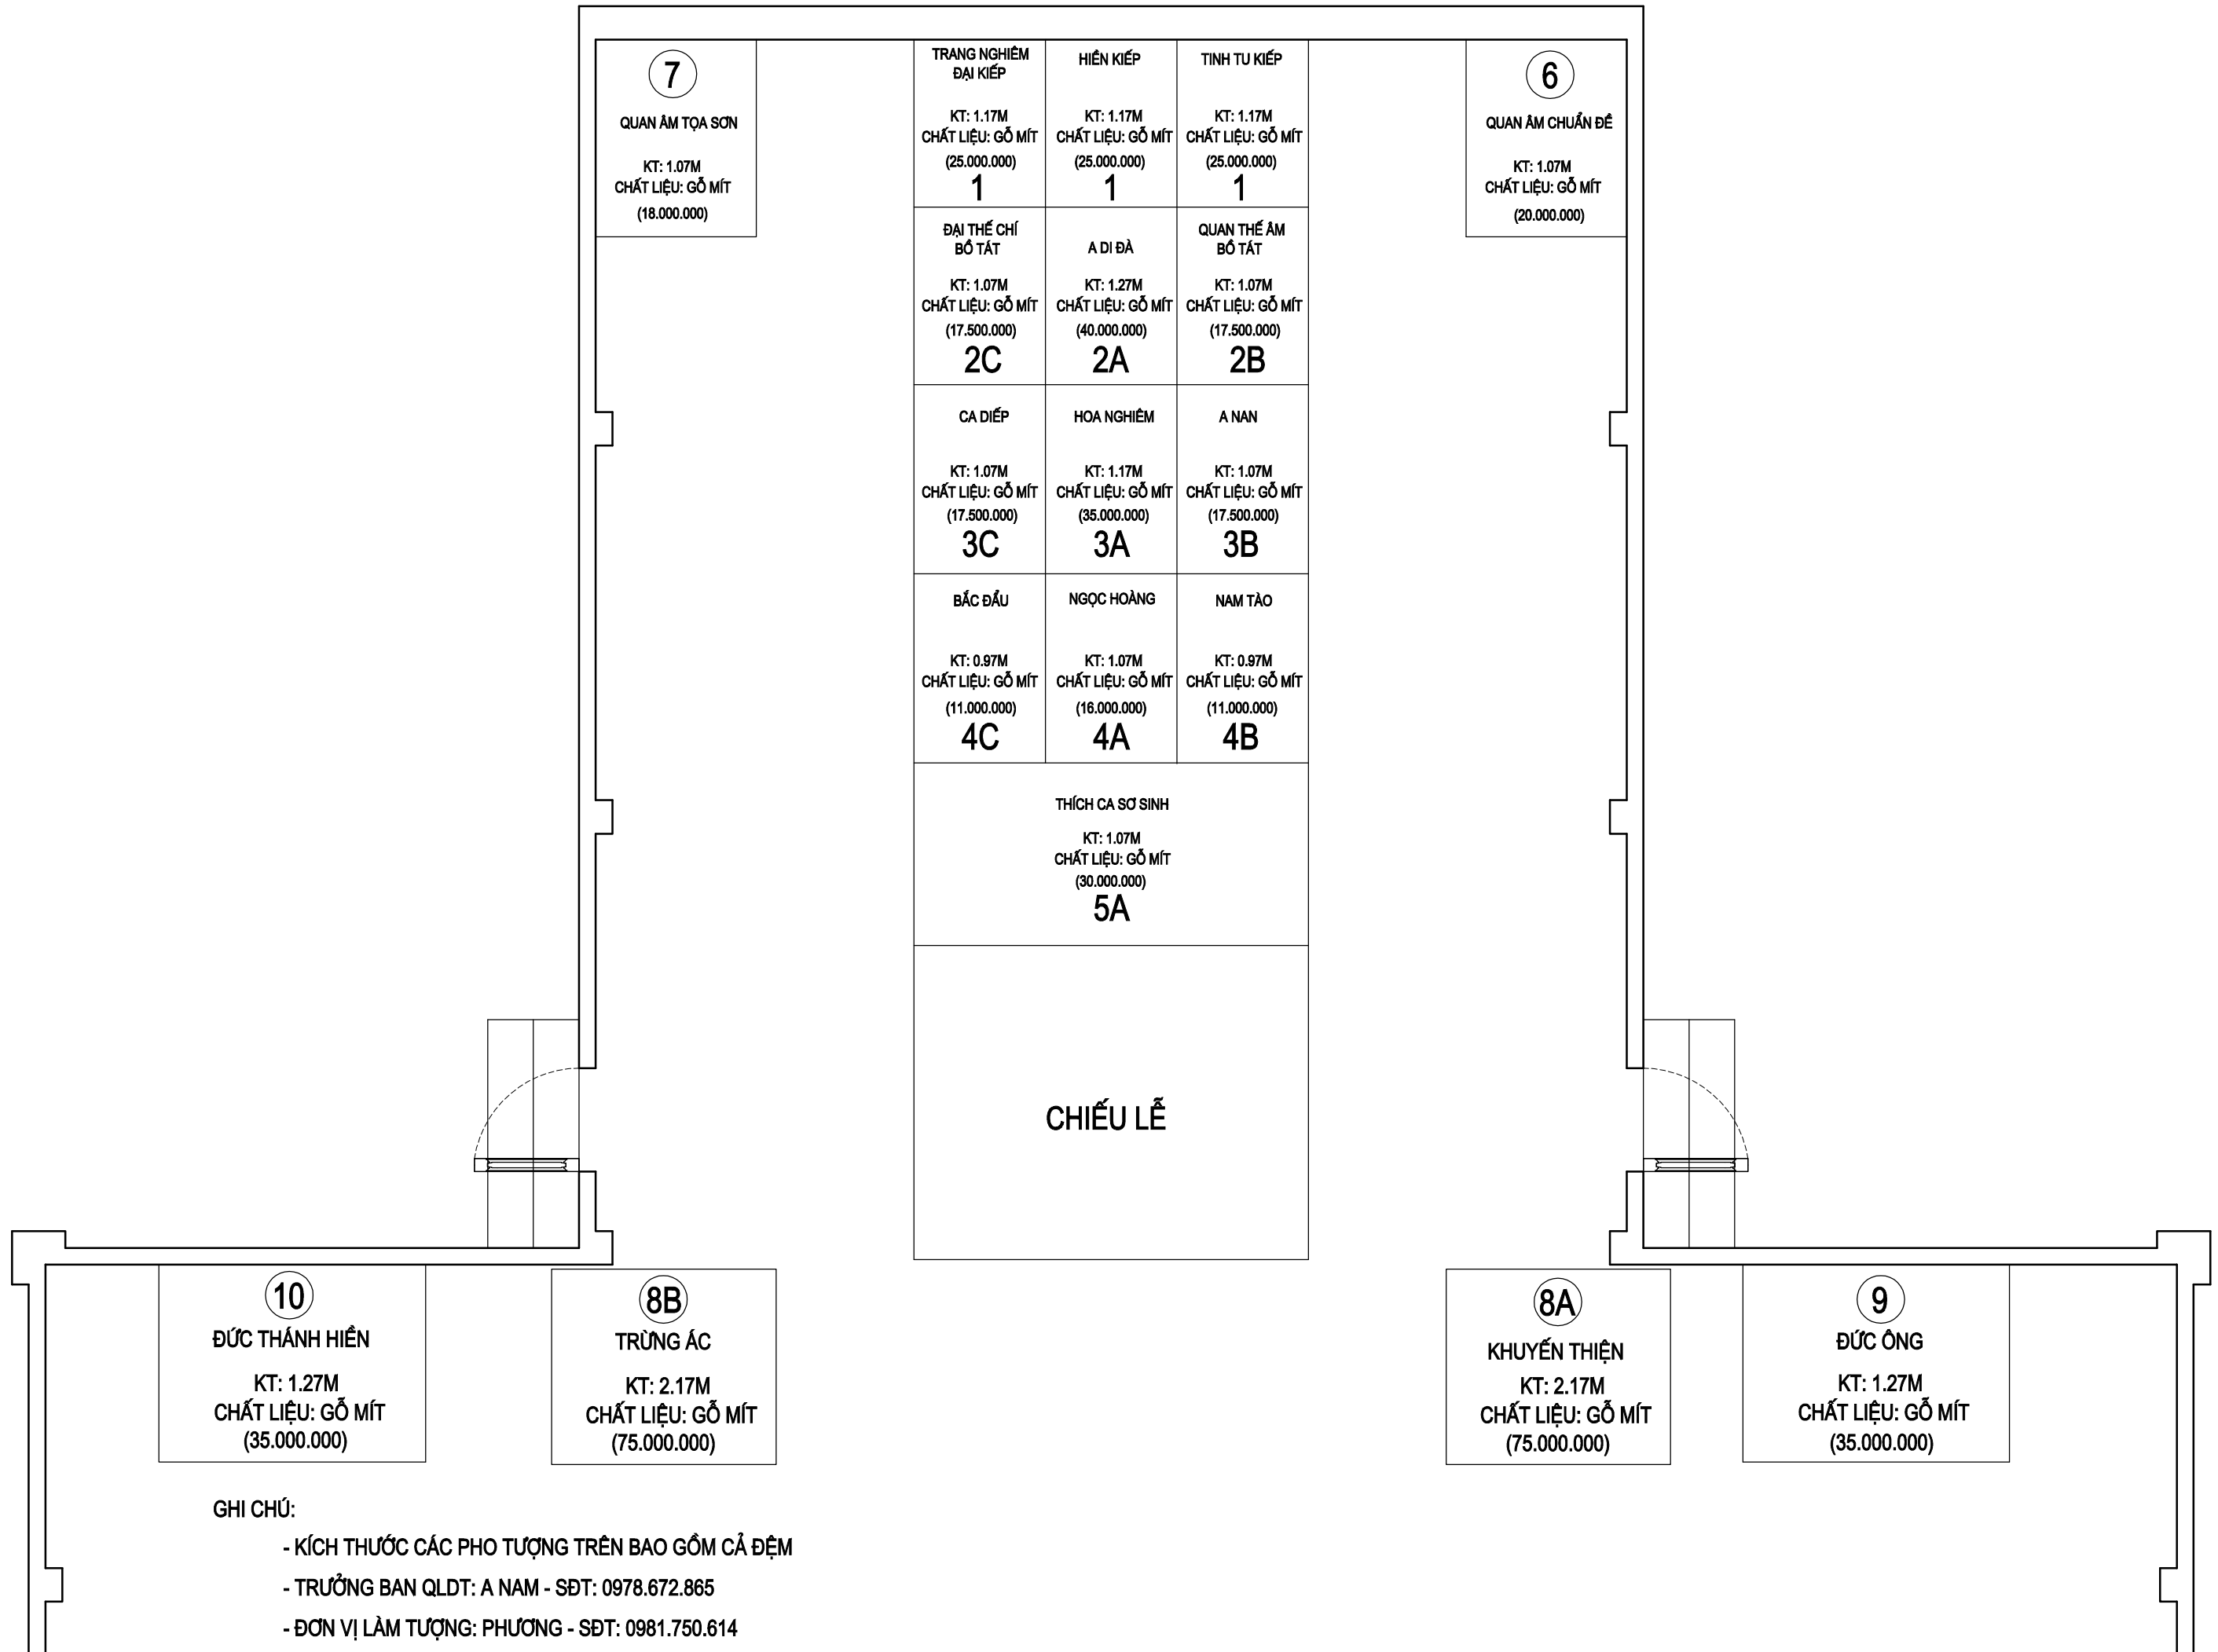 7
QUAN ÂM TỌA SƠN
KT: 1.07M
CHẤT LIỆU: GỖ MÍT
(18.000.000)
TRANG NGHIÊM
ĐẠI KIẾP
KT: 1.17M
CHẤT LIỆU: GỖ MÍT
(25.000.000)
1
HIỀN KIẾP
KT: 1.17M
CHẤT LIỆU: GỖ MÍT
(25.000.000)
1
TINH TU KIẾP
KT: 1.17M
CHẤT LIỆU: GỖ MÍT
(25.000.000)
1
6
QUAN ÂM CHUẨN ĐỀ
KT: 1.07M
CHẤT LIỆU: GỖ MÍT
(20.000.000)
ĐẠI THẾ CHÍ
BỒ TÁT
KT: 1.07M
CHẤT LIỆU: GỖ MÍT
(17.500.000)
2C
A DI ĐÀ
KT: 1.27M
CHẤT LIỆU: GỖ MÍT
(40.000.000)
2A
QUAN THẾ ÂM
BỒ TÁT
KT: 1.07M
CHẤT LIỆU: GỖ MÍT
(17.500.000)
2B
CA DIẾP
KT: 1.07M
CHẤT LIỆU: GỖ MÍT
(17.500.000)
3C
HOA NGHIÊM
KT: 1.17M
CHẤT LIỆU: GỖ MÍT
(35.000.000)
3A
A NAN
KT: 1.07M
CHẤT LIỆU: GỖ MÍT
(17.500.000)
3B
BẮC ĐẨU
KT: 0.97M
CHẤT LIỆU: GỖ MÍT
(11.000.000)
4C
NGỌC HOÀNG
KT: 1.07M
CHẤT LIỆU: GỖ MÍT
(16.000.000)
4A
NAM TÀO
KT: 0.97M
CHẤT LIỆU: GỖ MÍT
(11.000.000)
4B
THÍCH CA SƠ SINH
KT: 1.07M
CHẤT LIỆU: GỖ MÍT
(30.000.000)
5A
CHIẾU LỄ
10
ĐỨC THÁNH HIỀN
KT: 1.27M
CHẤT LIỆU: GỖ MÍT
(35.000.000)
8B
TRỪNG ÁC
KT: 2.17M
CHẤT LIỆU: GỖ MÍT
(75.000.000)
8A
KHUYẾN THIỆN
KT: 2.17M
CHẤT LIỆU: GỖ MÍT
(75.000.000)
9
ĐỨC ÔNG
KT: 1.27M
CHẤT LIỆU: GỖ MÍT
(35.000.000)
GHI CHÚ:
- KÍCH THƯỚC CÁC PHO TƯỢNG TRÊN BAO GỒM CẢ ĐỆM
- TRƯỞNG BAN QLDT: A NAM - SĐT: 0978.672.865
- ĐƠN VỊ LÀM TƯỢNG: PHƯƠNG - SĐT: 0981.750.614